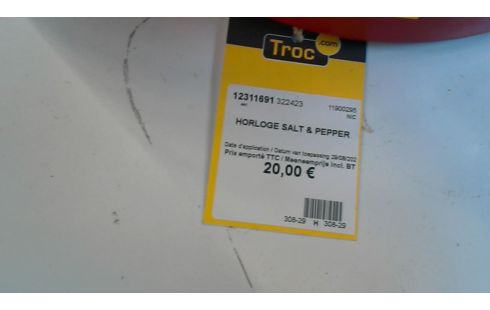 Troc .com
12311691 322423 11900295
N/C
HORLOGE SALT & PEPPER
Date d'application / Datum van toepassing
Prix emporté TTC / Meeneemprijs incl. BT
20,00 €
308-29 H 308-29